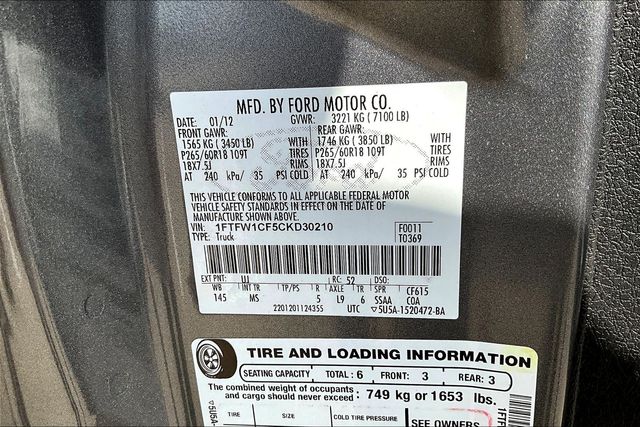 MFD. BY FORD MOTOR CO.
DATE: 01/12 GVWR: 3221 KG ( 7100 LB)
FRONT GAWR: REAR GAWR:
1565 KG ( 3450 LB) WITH 1746 KG ( 3850 LB) WITH
P265/60R18 109T TIRES P265/60R18 109T TIRES
18X7.5J RIMS 18X7.5J RIMS
AT 240 kPa/ 35 PSI COLD AT 240 kPa/ 35 PSI COLD
THIS VEHICLE CONFORMS TO ALL APPLICABLE FEDERAL MOTOR
VEHICLE SAFETY STANDARDS IN EFFECT ON THE DATE OF
MANUFACTURE SHOWN ABOVE.
VIN: 1FTFW1CF5CKD30210 F0011
TYPE: Truck T0369
EXT PNT: UJ RC: 52 DSO:
WB INT TR TP/PS R AXLE TR SPR CF615
145 MS 5 L9 6 SSAA COA
2201201124355 UTC 5U5A-1520472-BA
TIRE AND LOADING INFORMATION
SEATING CAPACITY TOTAL : 6 FRONT: 3 REAR: 3
The combined weight of occupants
and cargo should never exceed : 749 kg or 1653 lbs.
TIRE SIZE COLD TIRE PRESSURE SEE OWNERS